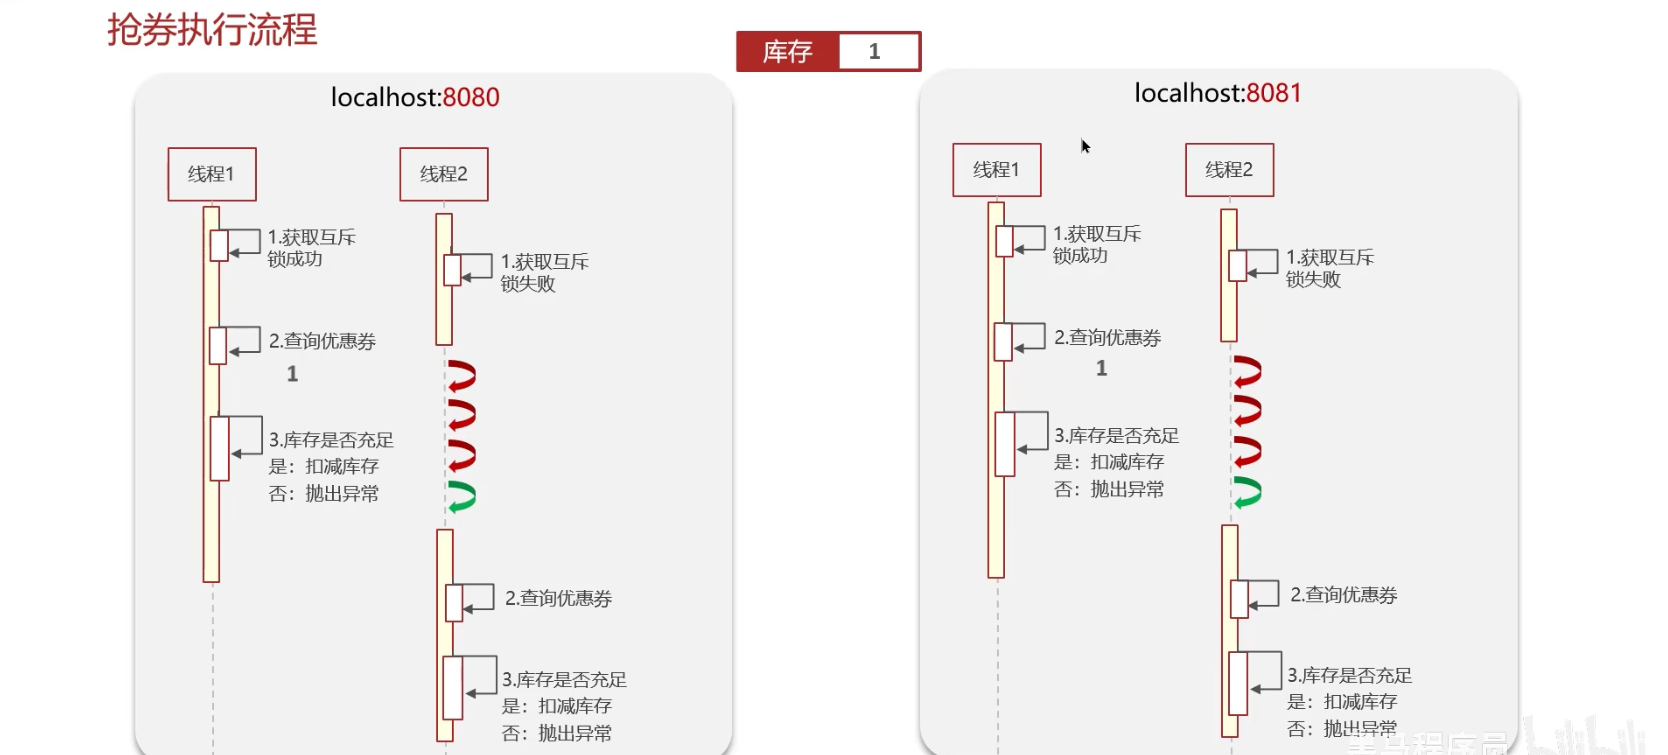 抢券执行流程
库存 1
localhost:8080
线程1
线程2
1.获取互斥
锁成功
1.获取互斥
锁失败
2.查询优惠券
1
3.库存是否充足
是：扣减库存
否：抛出异常
2.查询优惠券
3.库存是否充足
是：扣减库存
否：抛出异常
localhost:8081
线程1
线程2
1.获取互斥
锁成功
1.获取互斥
锁失败
2.查询优惠券
1
3.库存是否充足
是：扣减库存
否：抛出异常
2.查询优惠券
3.库存是否充足
是：扣减库存
否：抛出异常
黑马程序员